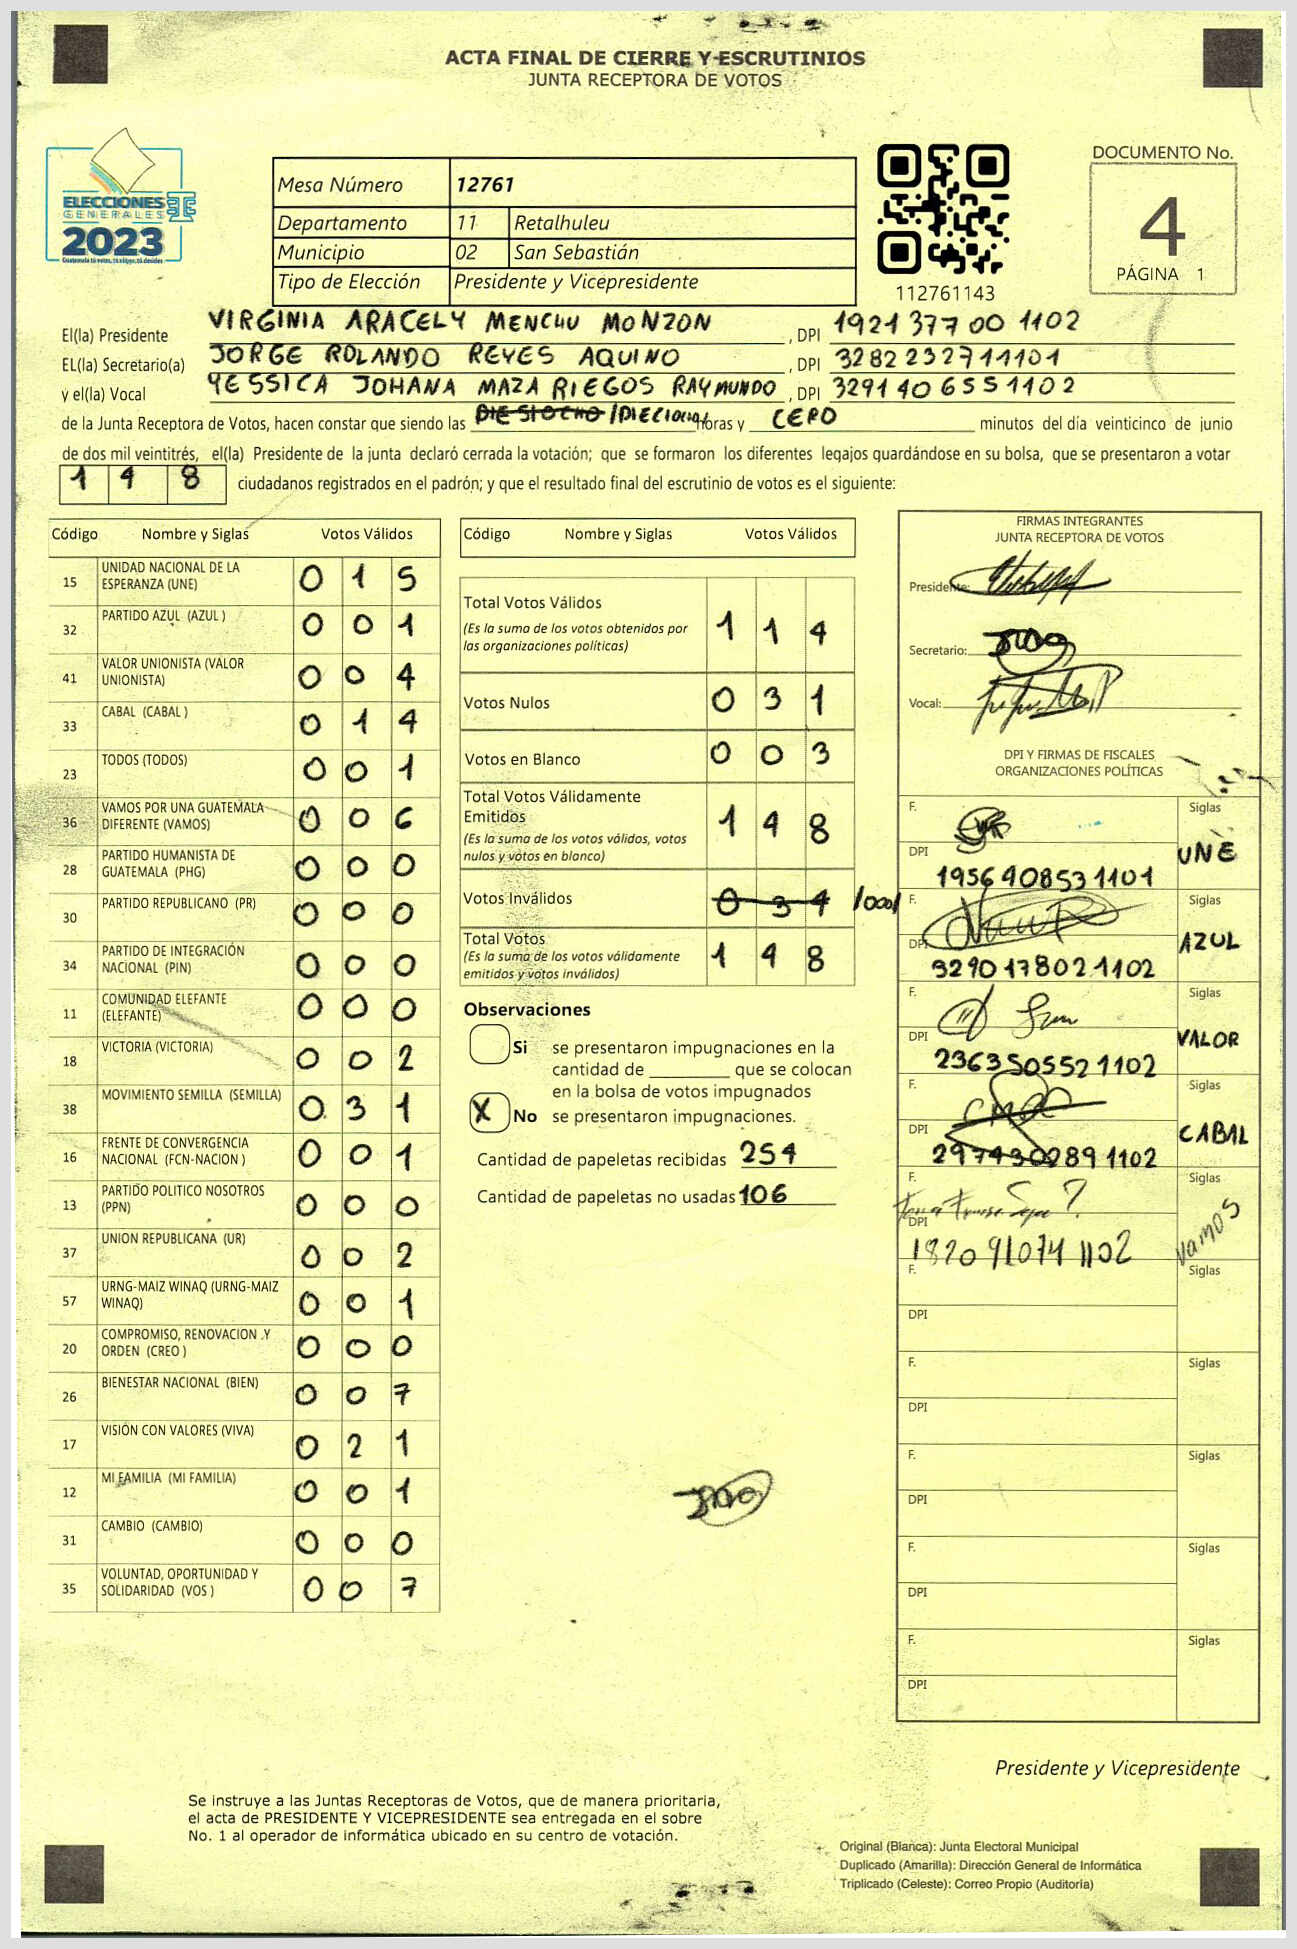 ACTA FINAL DE CIERRE Y ESCRUTINIOS
JUNTA RECEPTORA DE VOTOS
ELECCIONES
GENERALES
2023
Guatemala tú votas, tú eliges, tú decides
Mesa Número 12761
Departamento 11 Retalhuleu
Municipio 02 San Sebastián
Tipo de Elección Presidente y Vicepresidente
112761143
DOCUMENTO No.
4
PÁGINA 1
El(la) Presidente VIRGINIA ARACELY MENCHU MONZON , DPI 1921 377 00 1102
EL(la) Secretario(a) JORGE ROLANDO REYES AQUINO , DPI 3282 232711101
y el(la) Vocal YESSICA JOHANA MAZARIEGOS RAYMUNDO , DPI 3291 40 655 1102
de la Junta Receptora de Votos, hacen constar que siendo las DIESIOCHO /DIECIOCHO horas y CERO minutos del día veinticinco de junio
de dos mil veintitrés, el(la) Presidente de la junta declaró cerrada la votación; que se formaron los diferentes legajos guardándose en su bolsa, que se presentaron a votar
1 4 8 ciudadanos registrados en el padrón; y que el resultado final del escrutinio de votos es el siguiente:
Código Nombre y Siglas Votos Válidos
15 UNIDAD NACIONAL DE LA ESPERANZA (UNE) 0 1 5
32 PARTIDO AZUL (AZUL ) 0 0 1
41 VALOR UNIONISTA (VALOR UNIONISTA) 0 0 4
33 CABAL (CABAL ) 0 1 4
23 TODOS (TODOS) 0 0 1
36 VAMOS POR UNA GUATEMALA DIFERENTE (VAMOS) 0 0 6
28 PARTIDO HUMANISTA DE GUATEMALA (PHG) 0 0 0
30 PARTIDO REPUBLICANO (PR) 0 0 0
34 PARTIDO DE INTEGRACIÓN NACIONAL (PIN) 0 0 0
11 COMUNIDAD ELEFANTE (ELEFANTE) 0 0 0
18 VICTORIA (VICTORIA) 0 0 2
38 MOVIMIENTO SEMILLA (SEMILLA) 0 3 1
16 FRENTE DE CONVERGENCIA NACIONAL (FCN-NACION ) 0 0 1
13 PARTIDO POLITICO NOSOTROS (PPN) 0 0 0
37 UNION REPUBLICANA (UR) 0 0 2
57 URNG-MAIZ WINAQ (URNG-MAIZ WINAQ) 0 0 1
20 COMPROMISO, RENOVACION Y ORDEN (CREO ) 0 0 0
26 BIENESTAR NACIONAL (BIEN) 0 0 7
17 VISIÓN CON VALORES (VIVA) 0 2 1
12 MI FAMILIA (MI FAMILIA) 0 0 1
31 CAMBIO (CAMBIO) 0 0 0
35 VOLUNTAD, OPORTUNIDAD Y SOLIDARIDAD (VOS ) 0 0 7
Código Nombre y Siglas Votos Válidos
Total Votos Válidos 1 1 4
(Es la suma de los votos obtenidos por
las organizaciones políticas)
Votos Nulos 0 3 1
Votos en Blanco 0 0 3
Total Votos Válidamente
Emitidos 1 4 8
(Es la suma de los votos válidos, votos
nulos y votos en blanco)
Votos Inválidos 0 3 4 /000/
Total Votos 1 4 8
(Es la suma de los votos válidamente
emitidos y votos inválidos)
Observaciones
Si se presentaron impugnaciones en la
cantidad de ________ que se colocan
en la bolsa de votos impugnados
X No se presentaron impugnaciones.
Cantidad de papeletas recibidas 254
Cantidad de papeletas no usadas 106
FIRMAS INTEGRANTES
JUNTA RECEPTORA DE VOTOS
Presidente:
Secretario:
Vocal:
DPI Y FIRMAS DE FISCALES
ORGANIZACIONES POLÍTICAS
F. Siglas
UNE
DPI 1956408531101
F. Siglas
AZUL
DPI 3290178021102
F. Siglas
VALOR
DPI 2363505521102
F. Siglas
CABAL
DPI 2974302891102
F. Siglas
VAMOS
DPI 1820910741102
F. Siglas
DPI
F. Siglas
DPI
F. Siglas
DPI
F. Siglas
DPI
F. Siglas
DPI
Presidente y Vicepresidente
Se instruye a las Juntas Receptoras de Votos, que de manera prioritaria,
el acta de PRESIDENTE Y VICEPRESIDENTE sea entregada en el sobre
No. 1 al operador de informática ubicado en su centro de votación.
Original (Blanca): Junta Electoral Municipal
Duplicado (Amarilla): Dirección General de Informática
Triplicado (Celeste): Correo Propio (Auditoría)